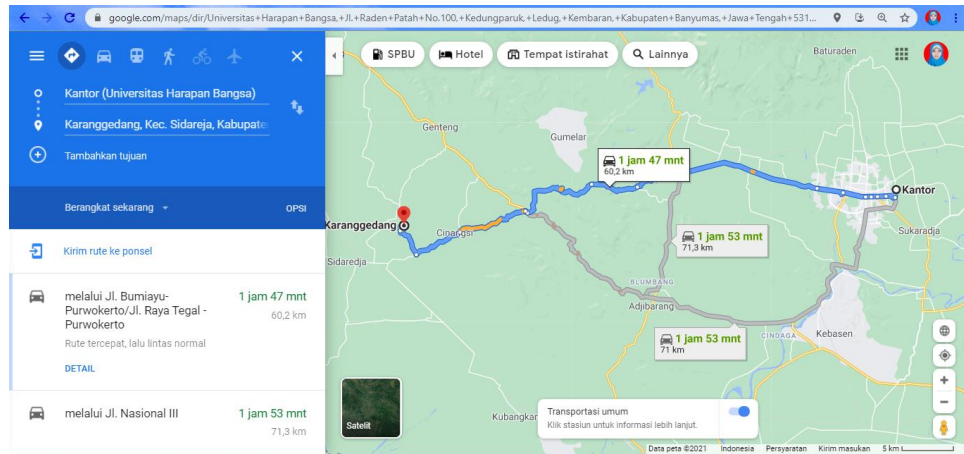 google.com/maps/dir/Universitas+Harapan+Bangsa,+Jl.+Raden+Patah+No.100,+Kedungparuk,+Ledug,+Kembaran,+Kabupaten+Banyumas,+Jawa+Tengah+531...
Kantor (Universitas Harapan Bangsa)
Karanggedang, Kec. Sidareja, Kabupate
Tambahkan tujuan
Berangkat sekarang
OPSI
Kirim rute ke ponsel
melalui Jl. Bumiayu-
Purwokerto/Jl. Raya Tegal -
Purwokerto
1 jam 47 mnt
60,2 km
Rute tercepat, lalu lintas normal
DETAIL
melalui Jl. Nasional III
1 jam 53 mnt
71,3 km
SPBU
Hotel
Tempat istirahat
Lainnya
Baturaden
Genteng
Gumelar
1 jam 47 mnt
60,2 km
Kantor
Karanggedang
Cinangsi
Sukaradja
1 jam 53 mnt
71,3 km
Sidaredja
BLUMBANG
Adjibarang
CINDAGA
Kebasen
1 jam 53 mnt
71 km
Satelit
Kubangkar
Transportasi umum
Klik stasiun untuk informasi lebih lanjut.
Data peta ©2021
Indonesia
Persyaratan
Kirim masukan
5 km